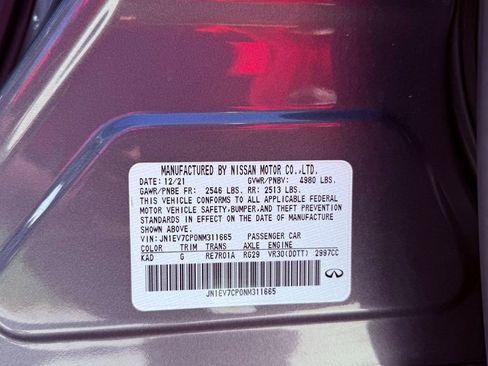 MANUFACTURED BY NISSAN MOTOR CO.,LTD.
DATE: 12/21 GVWR/PNBV: 4980 LBS.
GAWR/PNBE FR: 2546 LBS. RR: 2513 LBS.
THIS VEHICLE CONFORMS TO ALL APPLICABLE FEDERAL
MOTOR VEHICLE SAFETY,BUMPER,AND THEFT PREVENTION
STANDARDS IN EFFECT ON THE DATE OF MANUFACTURE
SHOWN ABOVE.
VIN: JN1EV7CP0NM311665 PASSENGER CAR
COLOR TRIM TRANS AXLE ENGINE
KAD G RE7R01A RG29 VR30(DDTT) 2997CC
JN1EV7CP0NM311665